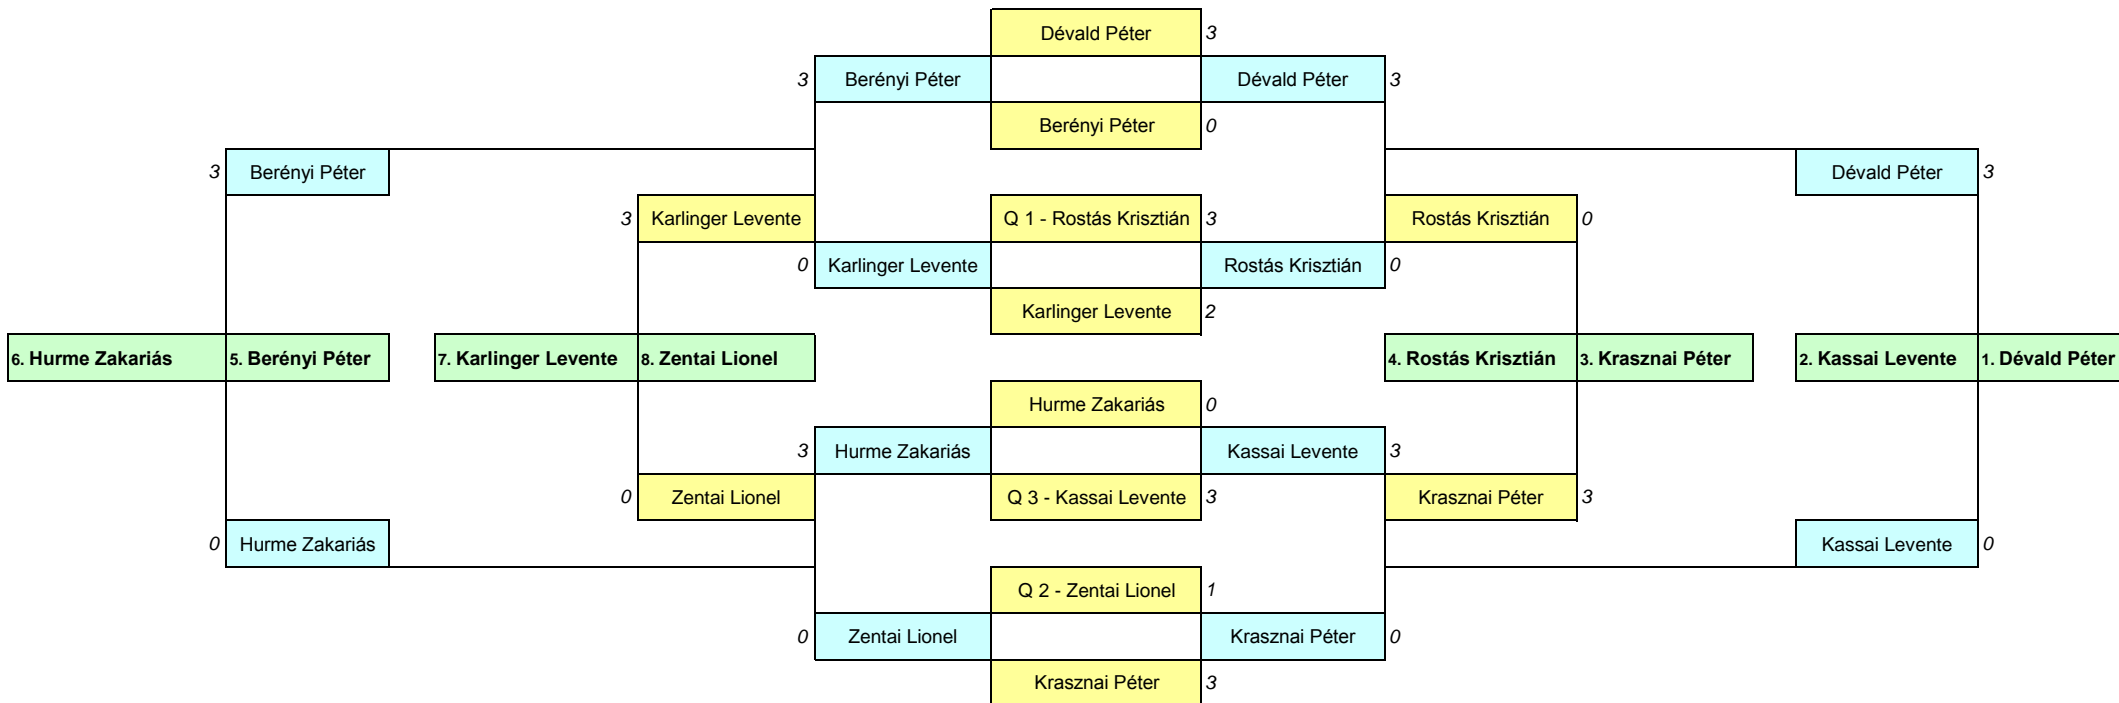 Dévald Péter 3
3 Berényi Péter Dévald Péter 3
Berényi Péter 0
3 Berényi Péter Dévald Péter 3
3 Karlinger Levente Q 1 - Rostás Krisztián 3 Rostás Krisztián 0
0 Karlinger Levente Rostás Krisztián 0
Karlinger Levente 2
6. Hurme Zakariás 5. Berényi Péter 7. Karlinger Levente 8. Zentai Lionel 4. Rostás Krisztián 3. Krasznai Péter 2. Kassai Levente 1. Dévald Péter
Hurme Zakariás 0
3 Hurme Zakariás Kassai Levente 3
0 Zentai Lionel Q 3 - Kassai Levente 3 Krasznai Péter 3
0 Hurme Zakariás Kassai Levente 0
Q 2 - Zentai Lionel 1
0 Zentai Lionel Krasznai Péter 0
Krasznai Péter 3